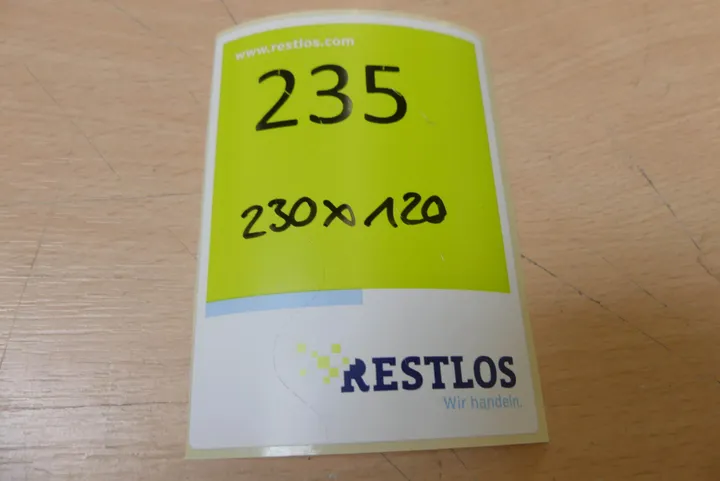 www.restlos.com
235
230x120
RESTLOS
Wir handeln.